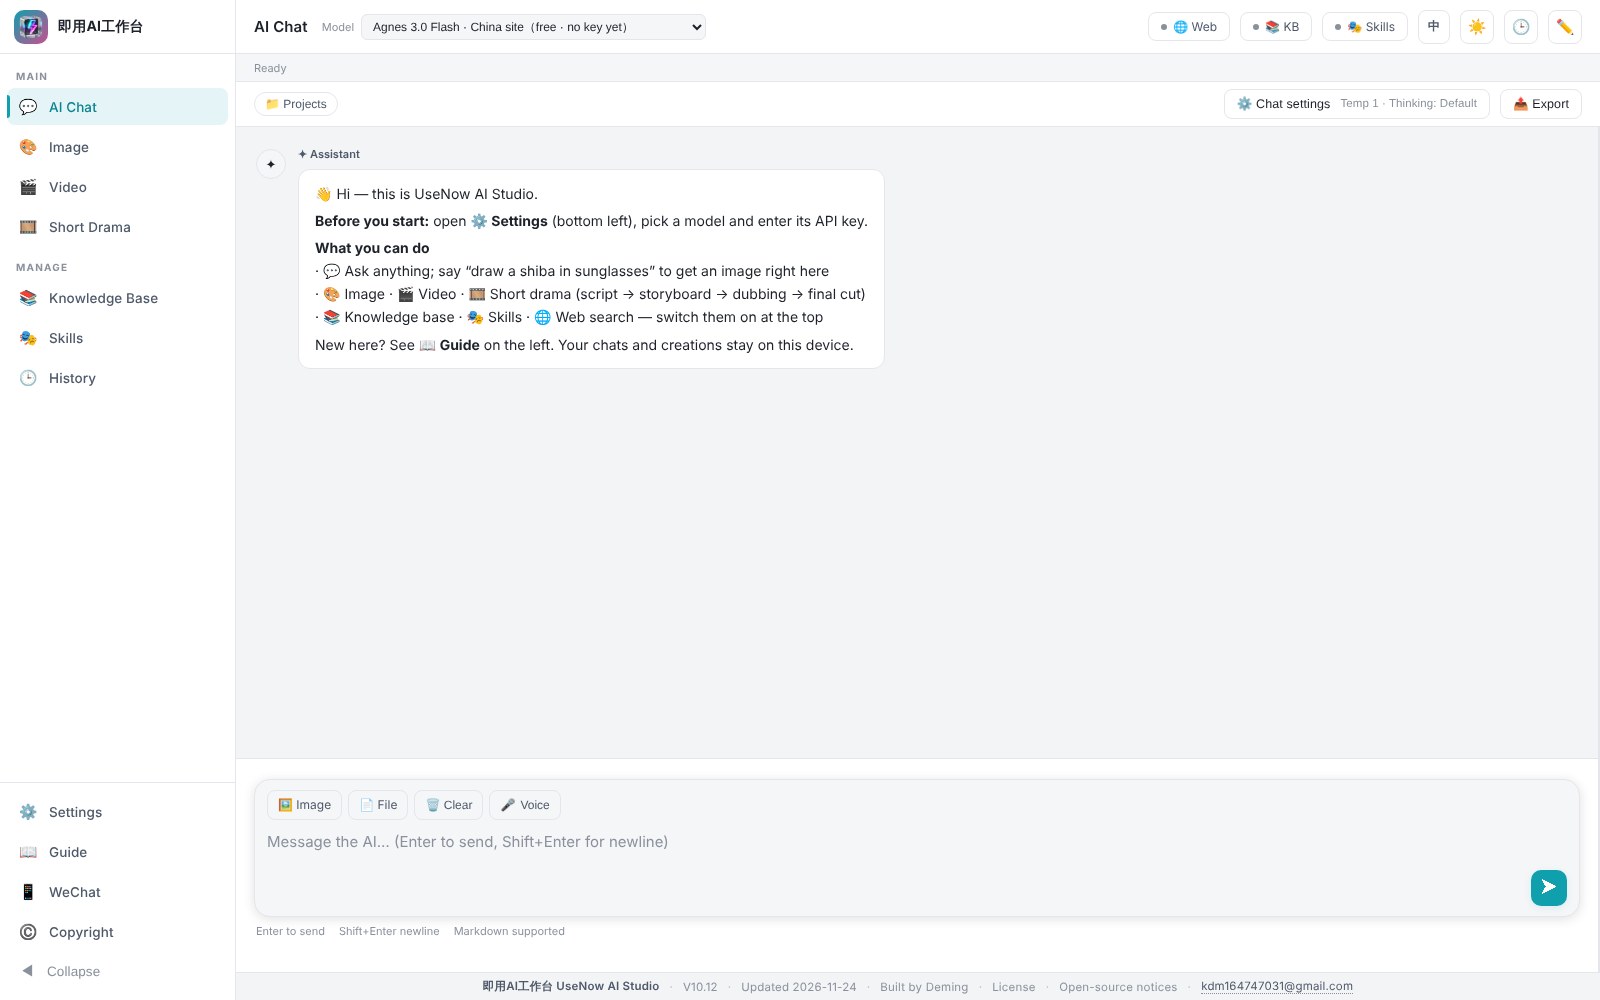 即用AI工作台
MAIN
💬 AI Chat
🎨 Image
🎬 Video
🎞️ Short Drama
MANAGE
📚 Knowledge Base
🎭 Skills
🕒 History
⚙️ Settings
📖 Guide
📱 WeChat
© Copyright
◀ Collapse
AI Chat
Model
Agnes 3.0 Flash · China site（free · no key yet）
🌐 Web
📚 KB
🎭 Skills
中
Ready
📁 Projects
⚙️ Chat settings Temp 1 · Thinking: Default
📤 Export
✦
✦ Assistant
👋 Hi — this is UseNow AI Studio.
Before you start: open ⚙️ Settings (bottom left), pick a model and enter its API key.
What you can do
· 💬 Ask anything; say “draw a shiba in sunglasses” to get an image right here
· 🎨 Image · 🎬 Video · 🎞️ Short drama (script → storyboard → dubbing → final cut)
· 📚 Knowledge base · 🎭 Skills · 🌐 Web search — switch them on at the top
New here? See 📖 Guide on the left. Your chats and creations stay on this device.
🖼️ Image
📄 File
🗑️ Clear
🎤 Voice
Message the AI... (Enter to send, Shift+Enter for newline)
Enter to send Shift+Enter newline Markdown supported
即用AI工作台 UseNow AI Studio · V10.12 · Updated 2026-11-24 · Built by Deming · License · Open-source notices · kdm164747031@gmail.com